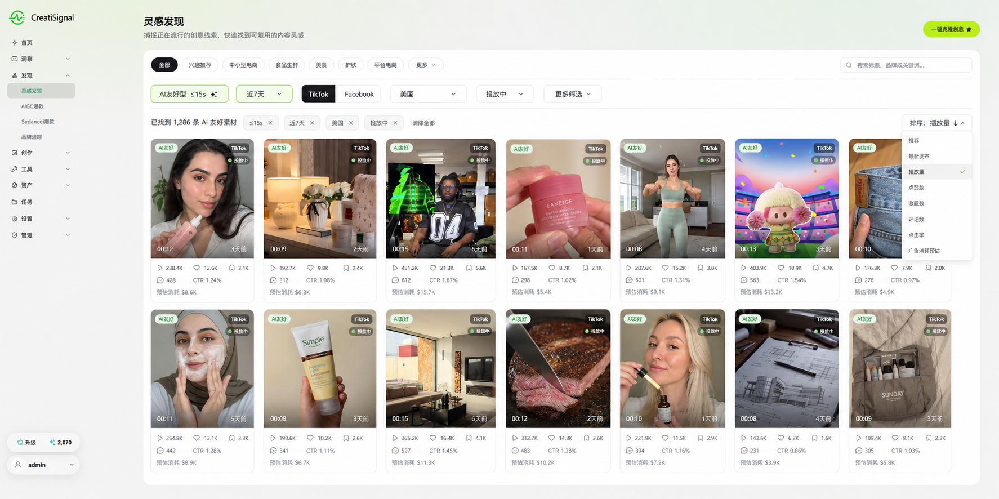 CreatiSignal
首页
洞察
发现
灵感发现
AIGC爆款
Sedancei爆款
品牌追踪
创作
工具
资产
任务
设置
管理
升级 2,070
admin
灵感发现
捕捉正在流行的创意线索，快速找到可复用的内容灵感
一键克隆创意
全部 兴趣推荐 中小型电商 食品生鲜 美食 护肤 平台电商 更多
搜索标题、品牌或关键词...
AI友好型 ≤15s 近7天 TikTok Facebook 美国 投放中 更多筛选
已找到 1,286 条 AI 友好素材 ≤15s 近7天 美国 投放中 清除全部
排序：播放量 ↓
推荐
最新发布
播放量
点赞数
收藏数
评论数
点击率
广告消耗预估
AI友好 TikTok
投放中
00:12 3天前
238.4K 12.6K 3.1K
428 CTR 1.24%
预估消耗 $8.6K
AI友好 TikTok
投放中
00:09 2天前
192.7K 9.8K 2.4K
312 CTR 1.08%
预估消耗 $6.3K
AI友好 TikTok
投放中
04
00:15 6天前
451.2K 21.3K 5.6K
612 CTR 1.67%
预估消耗 $15.7K
AI友好 TikTok
投放中
LANEIGE
00:11 1天前
167.5K 8.7K 2.1K
298 CTR 1.02%
预估消耗 $5.4K
AI友好 TikTok
投放中
00:08 4天前
287.6K 15.2K 3.8K
501 CTR 1.31%
预估消耗 $9.1K
AI友好 TikTok
投放中
00:13 3天前
403.9K 18.9K 4.7K
563 CTR 1.54%
预估消耗 $13.2K
AI友好
00:10
176.3K 7.9K 2.0K
276 CTR 0.97%
预估消耗 $4.9K
AI友好 TikTok
投放中
00:11 5天前
254.8K 13.1K 3.3K
442 CTR 1.28%
预估消耗 $8.9K
AI友好 TikTok
投放中
Simple
00:09 3天前
198.6K 10.2K 2.6K
341 CTR 1.11%
预估消耗 $6.7K
AI友好 TikTok
投放中
00:15 6天前
365.2K 16.4K 4.1K
527 CTR 1.45%
预估消耗 $11.3K
AI友好 TikTok
投放中
00:12 2天前
312.7K 14.3K 3.6K
483 CTR 1.38%
预估消耗 $10.2K
AI友好 TikTok
投放中
00:10 1天前
221.9K 11.5K 2.9K
394 CTR 1.16%
预估消耗 $7.2K
AI友好 TikTok
投放中
00:08 4天前
143.6K 6.2K 1.6K
231 CTR 0.86%
预估消耗 $3.9K
AI友好 TikTok
投放中
SUNDAY
00:09 3天前
189.4K 9.1K 2.3K
305 CTR 1.03%
预估消耗 $5.8K